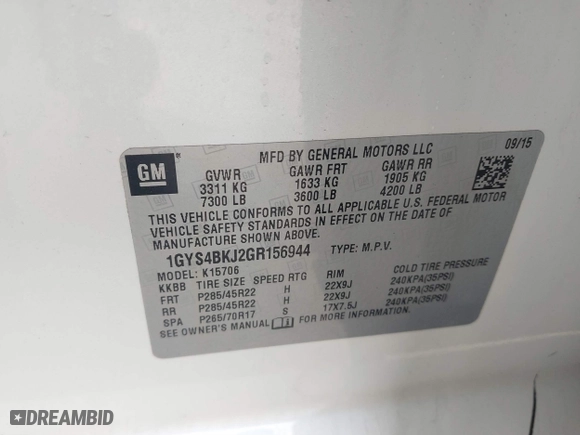 MFD BY GENERAL MOTORS LLC 09/15
GM
GVWR GAWR FRT GAWR RR
3311 KG 1633 KG 1905 KG
7300 LB 3600 LB 4200 LB
THIS VEHICLE CONFORMS TO ALL APPLICABLE U.S. FEDERAL MOTOR
VEHICLE SAFETY STANDARDS IN EFFECT ON THE DATE OF
MANUFACTURE SHOWN ABOVE.
1GYS4BKJ2GR156944 TYPE: M.P.V.
MODEL: K15706
KKBB TIRE SIZE SPEED RTG RIM COLD TIRE PRESSURE
FRT P285/45R22 H 22X9J 240KPA(35PSI)
RR P285/45R22 H 22X9J 240KPA(35PSI)
SPA P265/70R17 S 17X7.5J 240KPA(35PSI)
SEE OWNER'S MANUAL FOR MORE INFORMATION.
DREAMBID